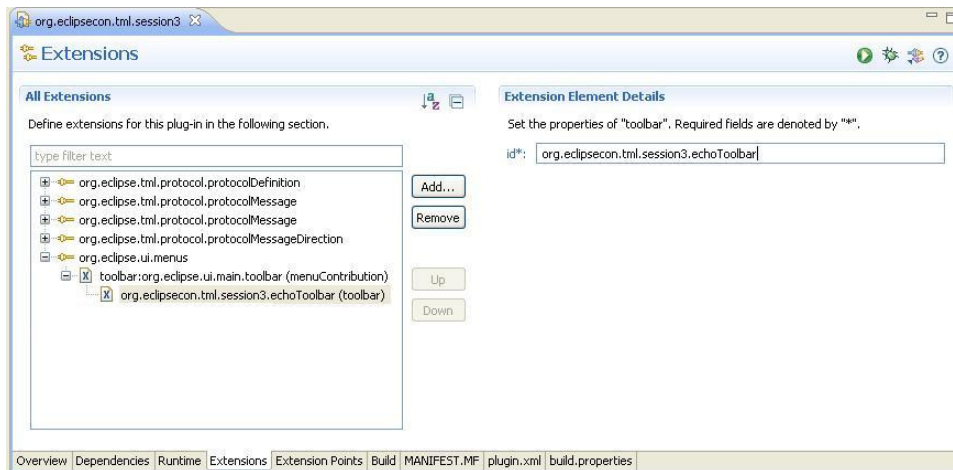 org.eclipsecon.tml.session3
Extensions
All Extensions
Define extensions for this plug-in in the following section.
type filter text
org.eclipse.tml.protocol.protocolDefinition
org.eclipse.tml.protocol.protocolMessage
org.eclipse.tml.protocol.protocolMessage
org.eclipse.tml.protocol.protocolMessageDirection
org.eclipse.ui.menus
toolbar:org.eclipse.ui.main.toolbar (menuContribution)
org.eclipsecon.tml.session3.echoToolbar (toolbar)
Add...
Remove
Up
Down
Extension Element Details
Set the properties of "toolbar". Required fields are denoted by "*".
id*: org.eclipsecon.tml.session3.echoToolbar
Overview Dependencies Runtime Extensions Extension Points Build MANIFEST.MF plugin.xml build.properties